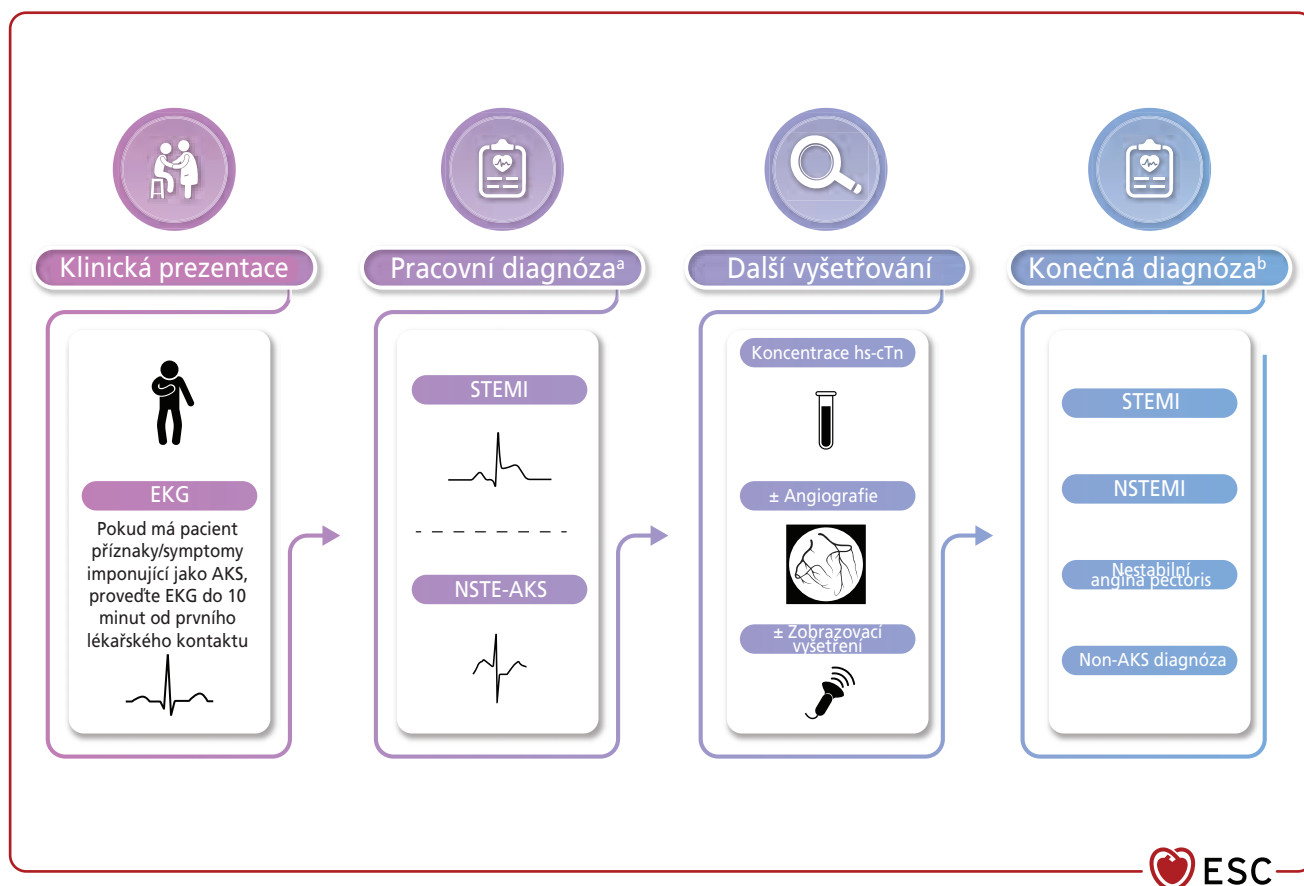 Klinická prezentace
EKG
Pokud má pacient
příznaky/symptomy
imponující jako AKS,
proveďte EKG do 10
minut od prvního
lékařského kontaktu
Pracovní diagnózaᵃ
STEMI
NSTE-AKS
Další vyšetřování
Koncentrace hs-cTn
± Angiografie
± Zobrazovací
vyšetření
Konečná diagnózaᵇ
STEMI
NSTEMI
Nestabilní
angina pectoris
Non-AKS diagnóza
ESC